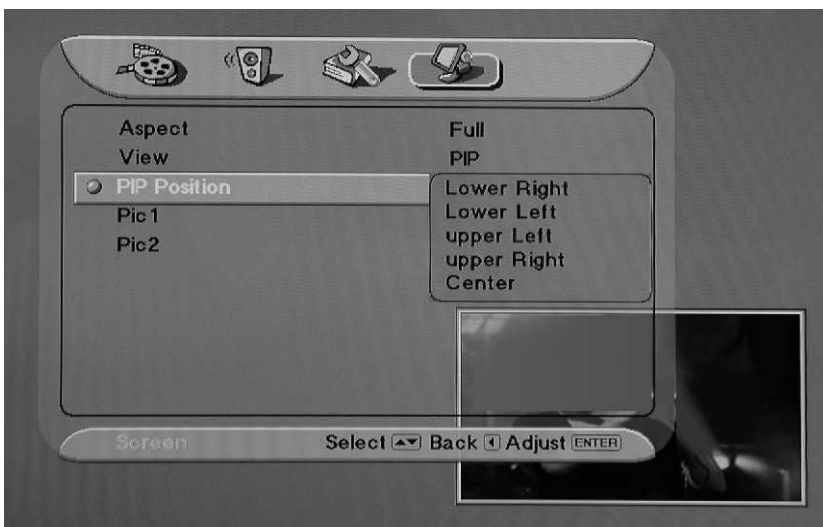 Aspect Full
View PIP
PIP Position Lower Right
Pic1 Lower Left
Pic2 upper Left
upper Right
Center
Soreen Select Back Adjust ENTER